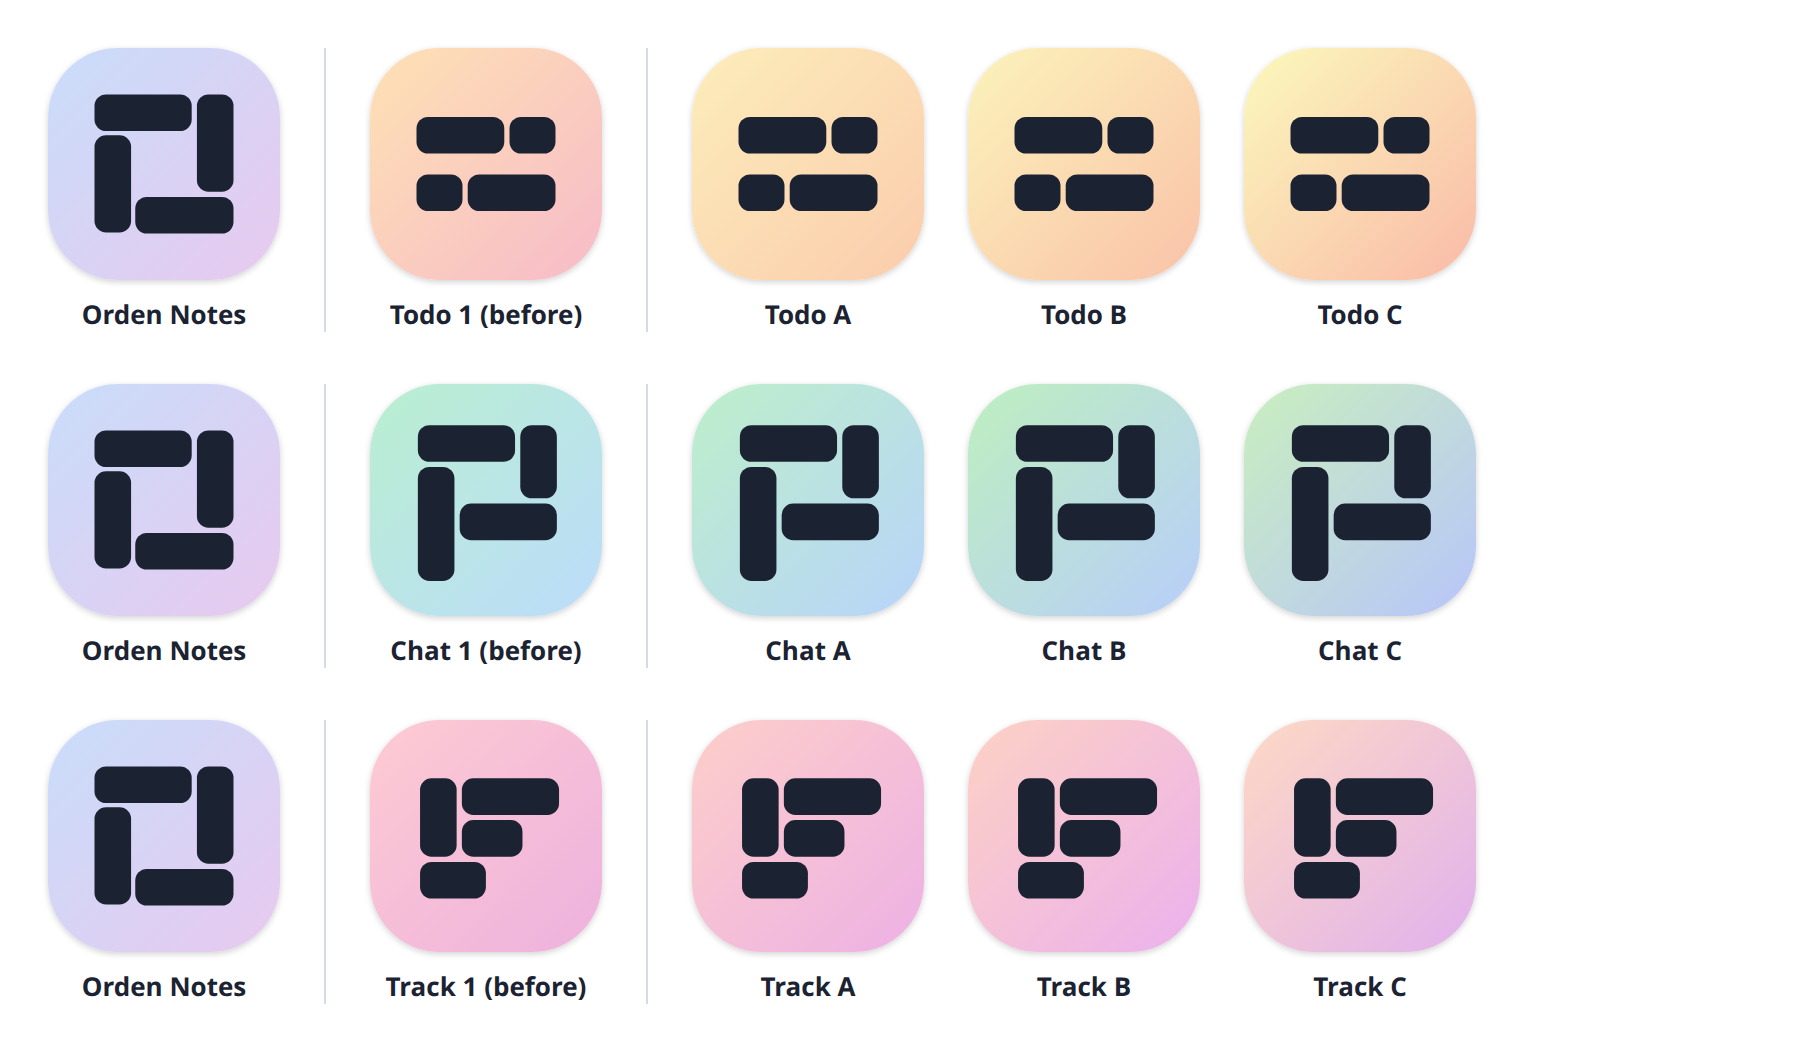 Orden Notes
Todo 1 (before)
Todo A
Todo B
Todo C
Orden Notes
Chat 1 (before)
Chat A
Chat B
Chat C
Orden Notes
Track 1 (before)
Track A
Track B
Track C